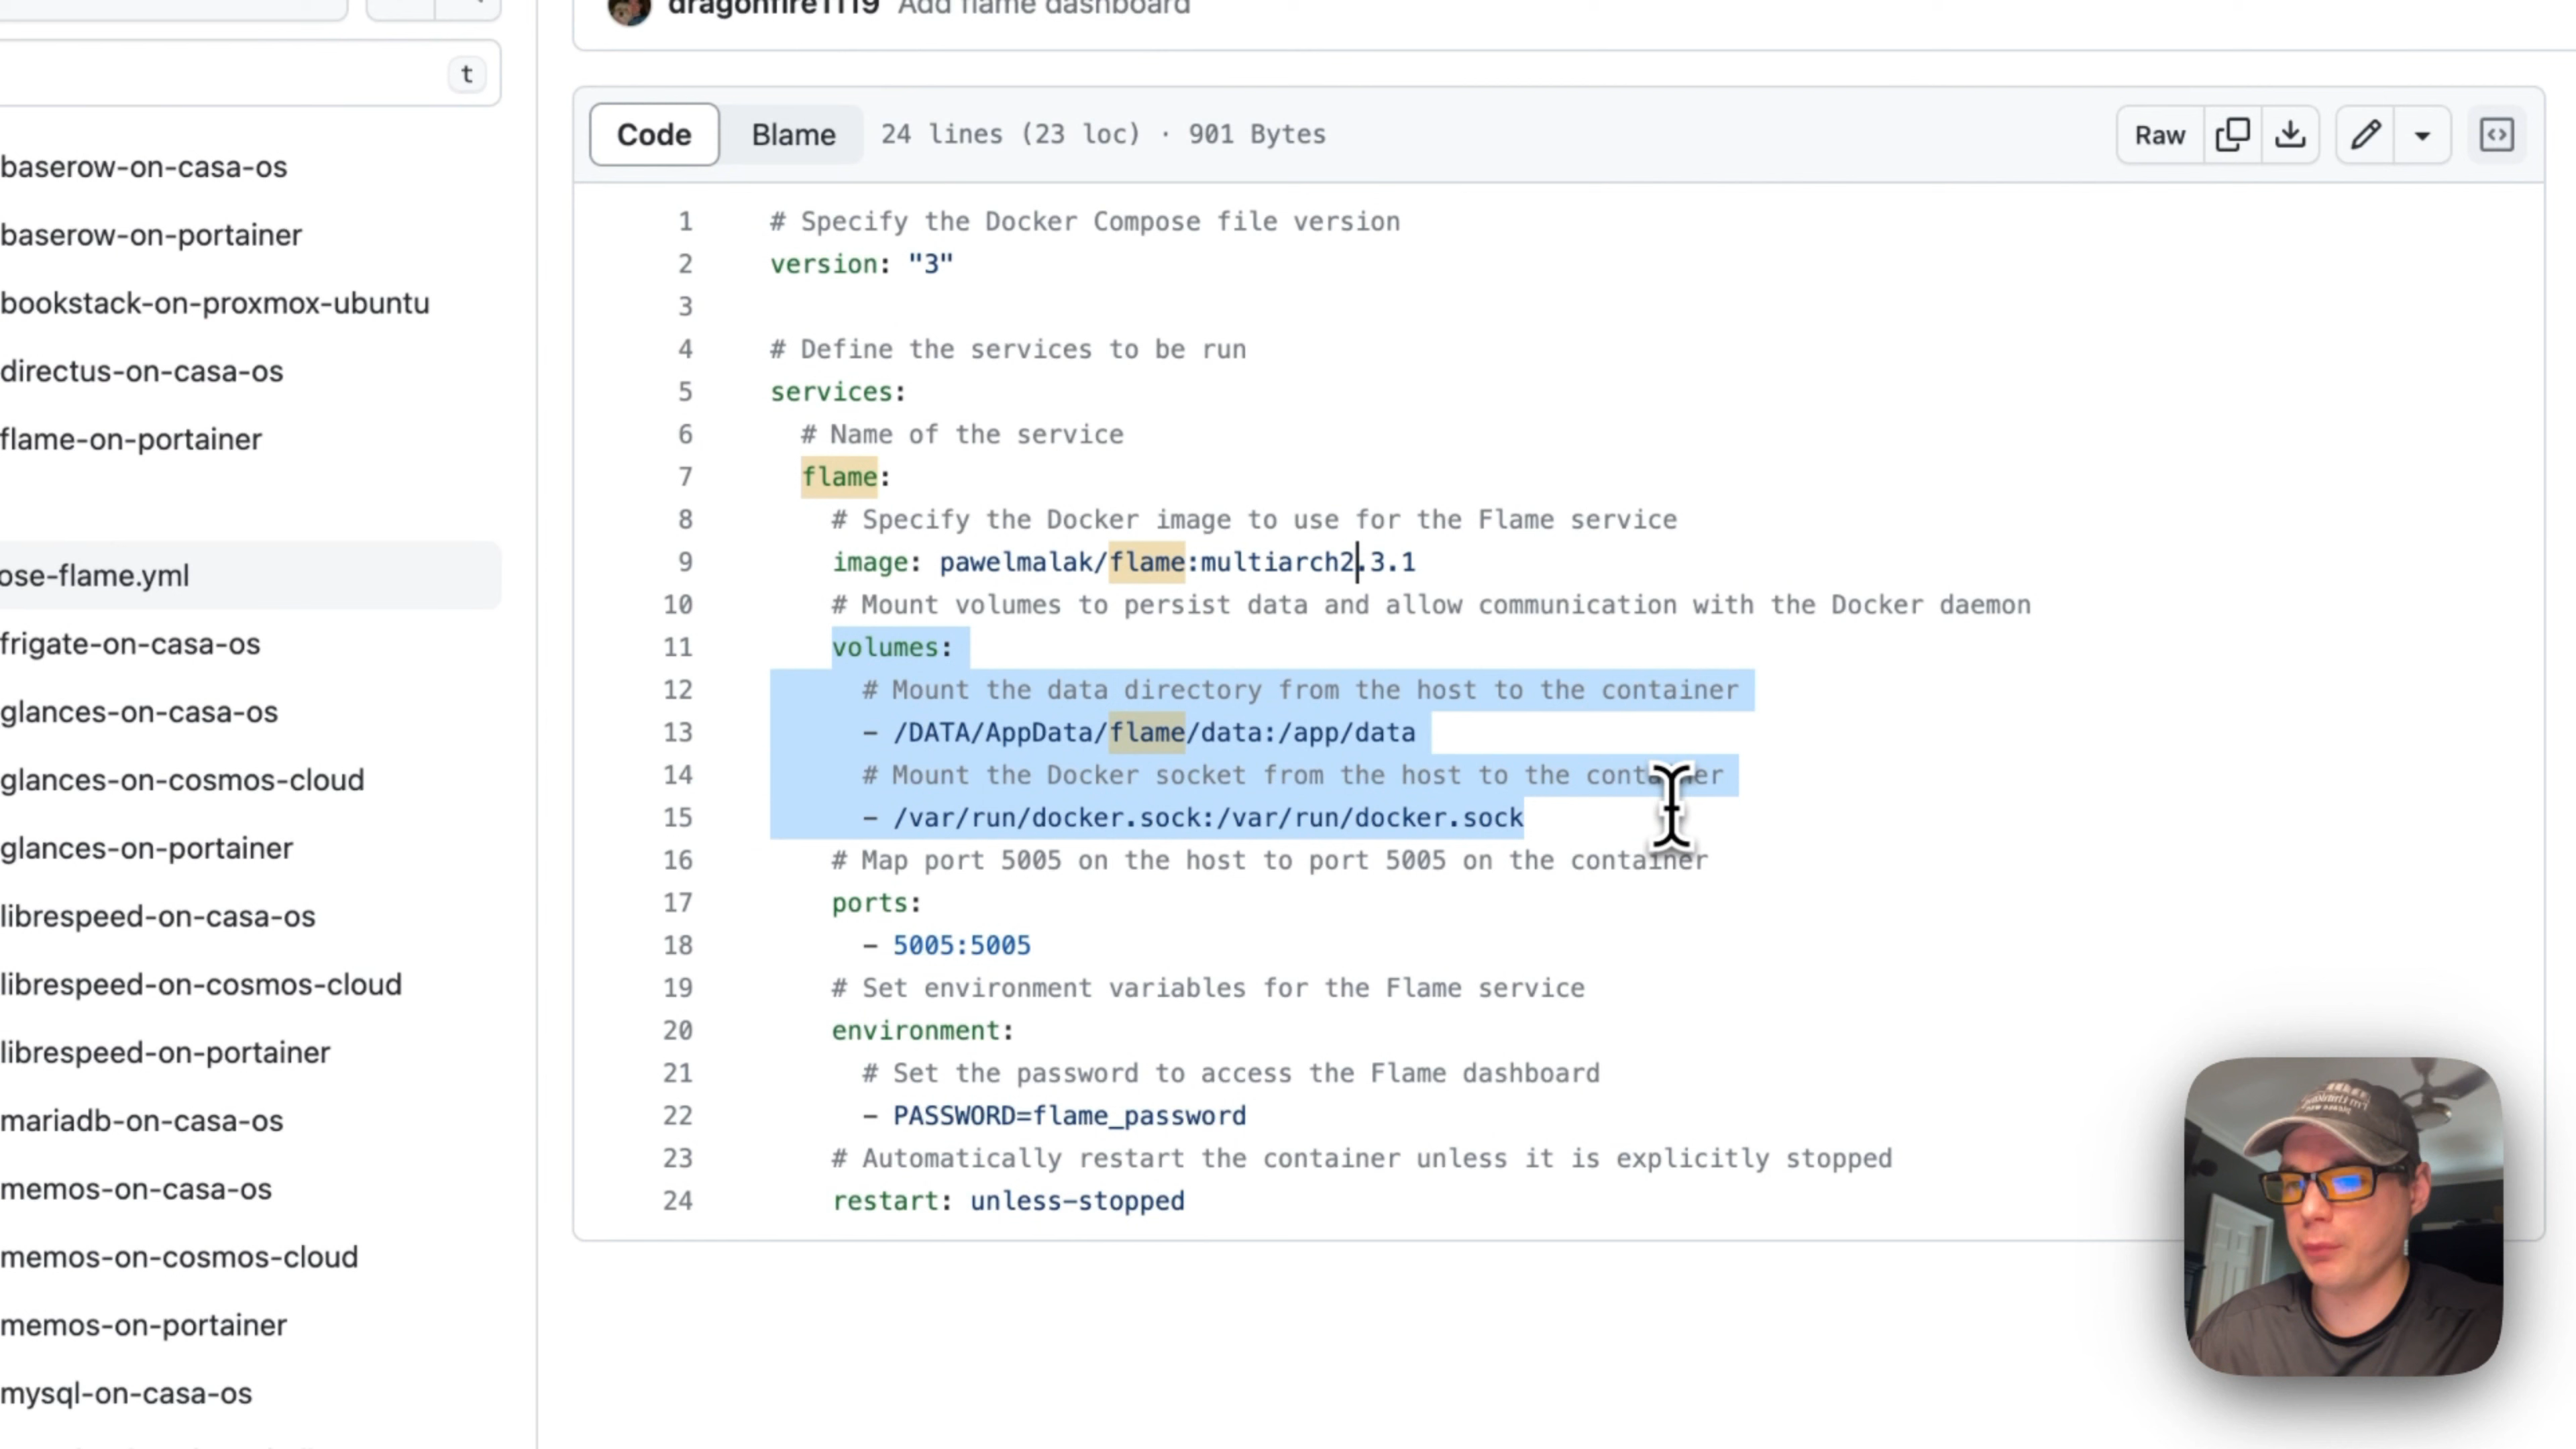 dragonfire1119 Add flame dashboard
t
Code Blame 24 lines (23 loc) · 901 Bytes
Raw
baserow-on-casa-os
baserow-on-portainer
bookstack-on-proxmox-ubuntu
directus-on-casa-os
flame-on-portainer
ose-flame.yml
frigate-on-casa-os
glances-on-casa-os
glances-on-cosmos-cloud
glances-on-portainer
librespeed-on-casa-os
librespeed-on-cosmos-cloud
librespeed-on-portainer
mariadb-on-casa-os
memos-on-casa-os
memos-on-cosmos-cloud
memos-on-portainer
mysql-on-casa-os
1 # Specify the Docker Compose file version
2 version: "3"
3
4 # Define the services to be run
5 services:
6 # Name of the service
7 flame:
8 # Specify the Docker image to use for the Flame service
9 image: pawelmalak/flame:multiarch2.3.1
10 # Mount volumes to persist data and allow communication with the Docker daemon
11 volumes:
12 # Mount the data directory from the host to the container
13 - /DATA/AppData/flame/data:/app/data
14 # Mount the Docker socket from the host to the container
15 - /var/run/docker.sock:/var/run/docker.sock
16 # Map port 5005 on the host to port 5005 on the container
17 ports:
18 - 5005:5005
19 # Set environment variables for the Flame service
20 environment:
21 # Set the password to access the Flame dashboard
22 - PASSWORD=flame_password
23 # Automatically restart the container unless it is explicitly stopped
24 restart: unless-stopped